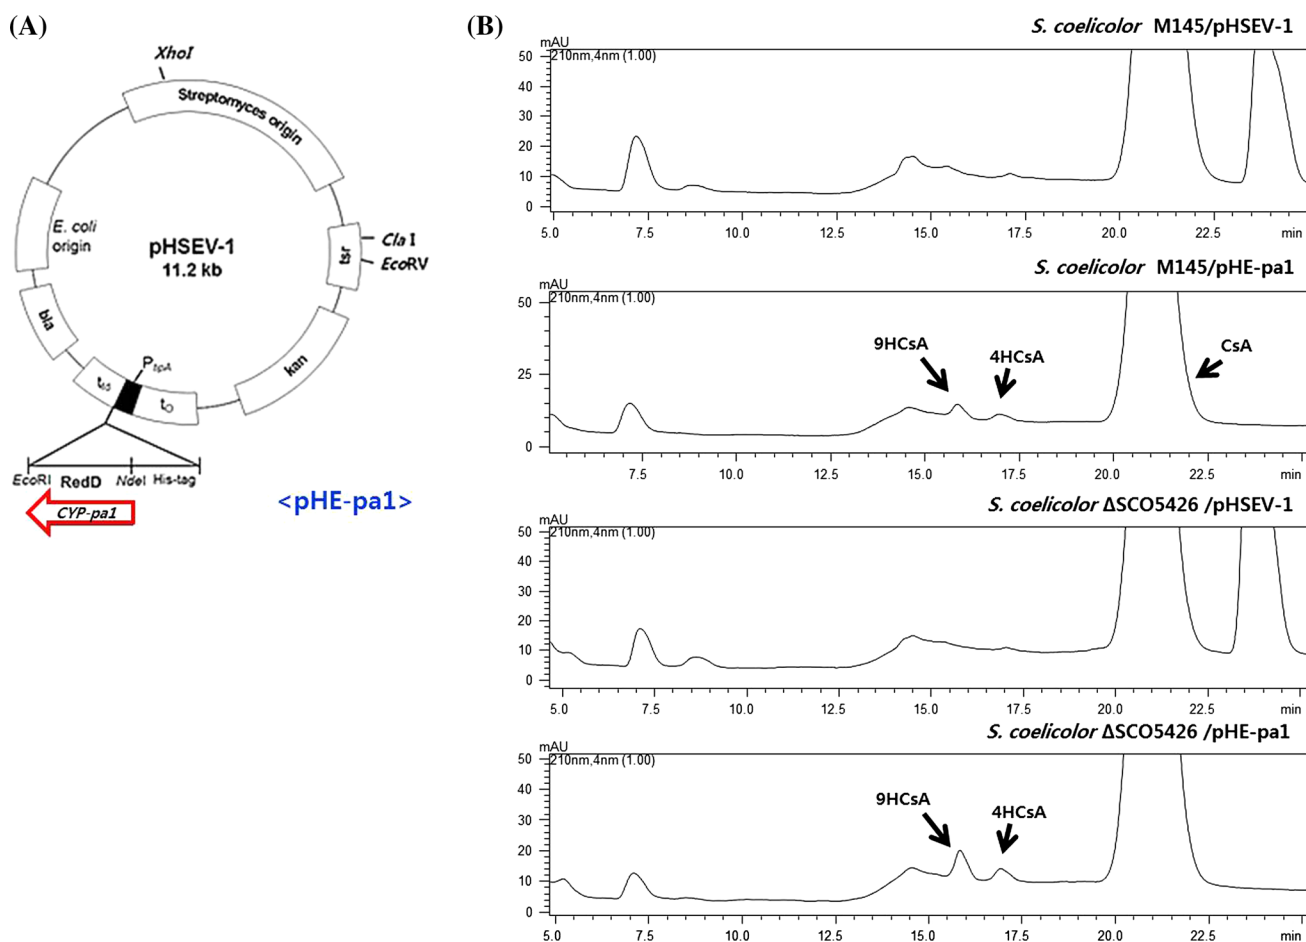 (A)
XhoI
Streptomyces origin
E. coli
origin
pHSEV-1
11.2 kb
tsr
Cla I
EcoRV
bla
kan
PtipA
tO
EcoRI RedD NdeI His-tag
CYP-pa1
<pHE-pa1>
(B)
S. coelicolor M145/pHSEV-1
mAU
210nm,4nm (1.00)
50
40
30
20
10
0
5.0 7.5 10.0 12.5 15.0 17.5 20.0 22.5 min
S. coelicolor M145/pHE-pa1
mAU
210nm,4nm (1.00)
50
25
0
9HCsA
4HCsA
CsA
7.5 10.0 12.5 15.0 17.5 20.0 22.5 min
S. coelicolor ΔSCO5426 /pHSEV-1
mAU
210nm,4nm (1.00)
50
40
30
20
10
0
5.0 7.5 10.0 12.5 15.0 17.5 20.0 22.5 min
S. coelicolor ΔSCO5426 /pHE-pa1
mAU
210nm,4nm (1.00)
50
40
30
20
10
0
9HCsA
4HCsA
5.0 7.5 10.0 12.5 15.0 17.5 20.0 22.5 min